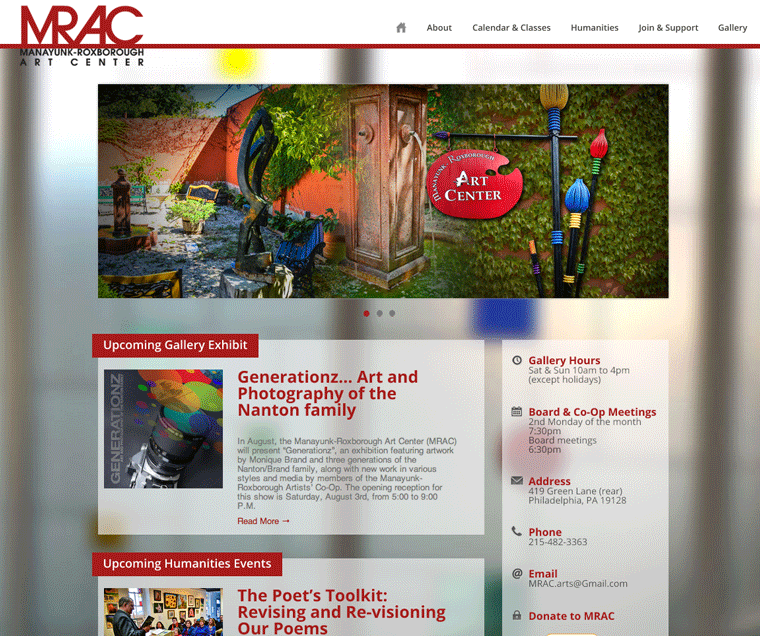 MRAC
MANAYUNK-ROXBOROUGH
ART CENTER
About Calendar & Classes Humanities Join & Support Gallery
MANAYUNK-ROXBOROUGH
ART
CENTER
Upcoming Gallery Exhibit
GENERATIONZ
Generationz... Art and
Photography of the
Nanton family
In August, the Manayunk-Roxborough Art Center (MRAC)
will present "Generationz", an exhibition featuring artwork
by Monique Brand and three generations of the
Nanton/Brand family, along with new work in various
styles and media by members of the Manayunk-
Roxborough Artists' Co-Op. The opening reception for
this show is Saturday, August 3rd, from 5:00 to 9:00
P.M.
Read More →
Upcoming Humanities Events
The Poet's Toolkit:
Revising and Re-visioning
Our Poems
Gallery Hours
Sat & Sun 10am to 4pm
(except holidays)
Board & Co-Op Meetings
2nd Monday of the month
7:30pm
Board meetings
6:30pm
Address
419 Green Lane (rear)
Philadelphia, PA 19128
Phone
215-482-3363
@ Email
MRAC.arts@Gmail.com
Donate to MRAC